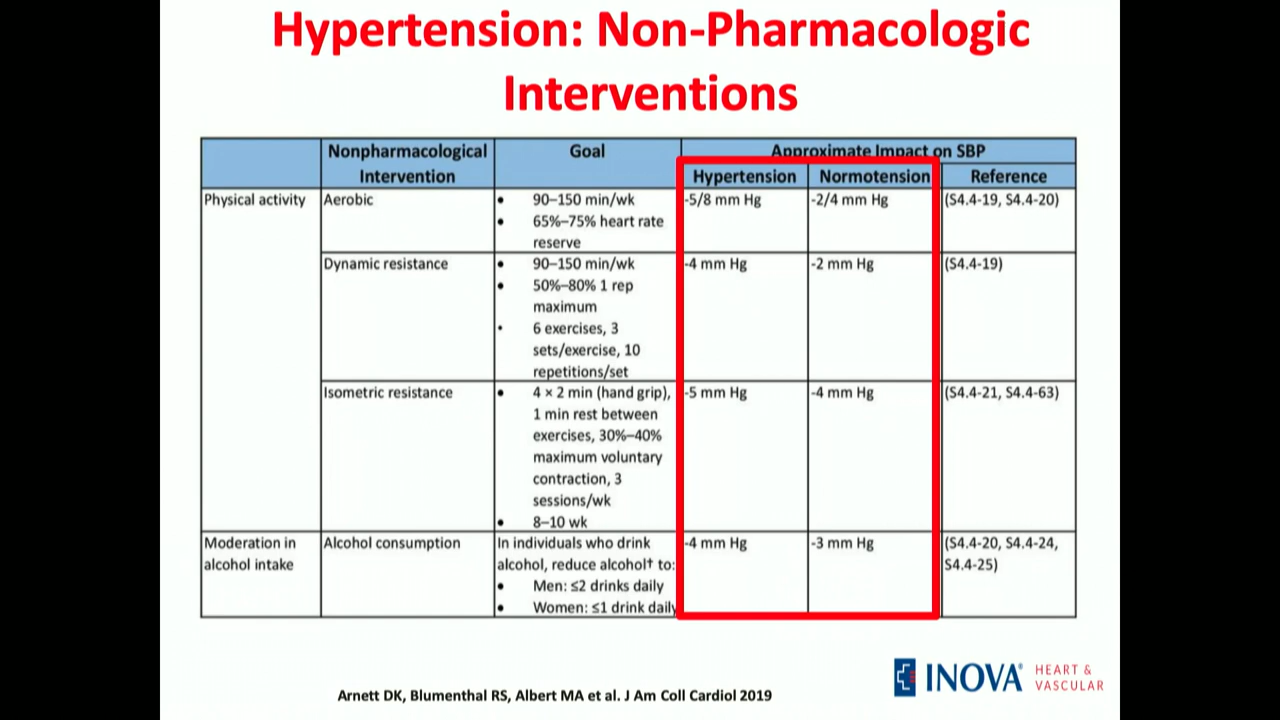 Hypertension: Non-Pharmacologic
Interventions
Nonpharmacological
Intervention
Goal
Approximate Impact on SBP
Hypertension
Normotension
Reference
Physical activity
Aerobic
• 90–150 min/wk
• 65%–75% heart rate
reserve
-5/8 mm Hg
-2/4 mm Hg
(S4.4-19, S4.4-20)
Dynamic resistance
• 90–150 min/wk
• 50%–80% 1 rep
maximum
• 6 exercises, 3
sets/exercise, 10
repetitions/set
-4 mm Hg
-2 mm Hg
(S4.4-19)
Isometric resistance
• 4 × 2 min (hand grip),
1 min rest between
exercises, 30%–40%
maximum voluntary
contraction, 3
sessions/wk
• 8–10 wk
-5 mm Hg
-4 mm Hg
(S4.4-21, S4.4-63)
Moderation in
alcohol intake
Alcohol consumption
In individuals who drink
alcohol, reduce alcohol† to:
• Men: ≤2 drinks daily
• Women: ≤1 drink daily
-4 mm Hg
-3 mm Hg
(S4.4-20, S4.4-24,
S4.4-25)
Arnett DK, Blumenthal RS, Albert MA et al. J Am Coll Cardiol 2019
INOVA®
HEART &
VASCULAR